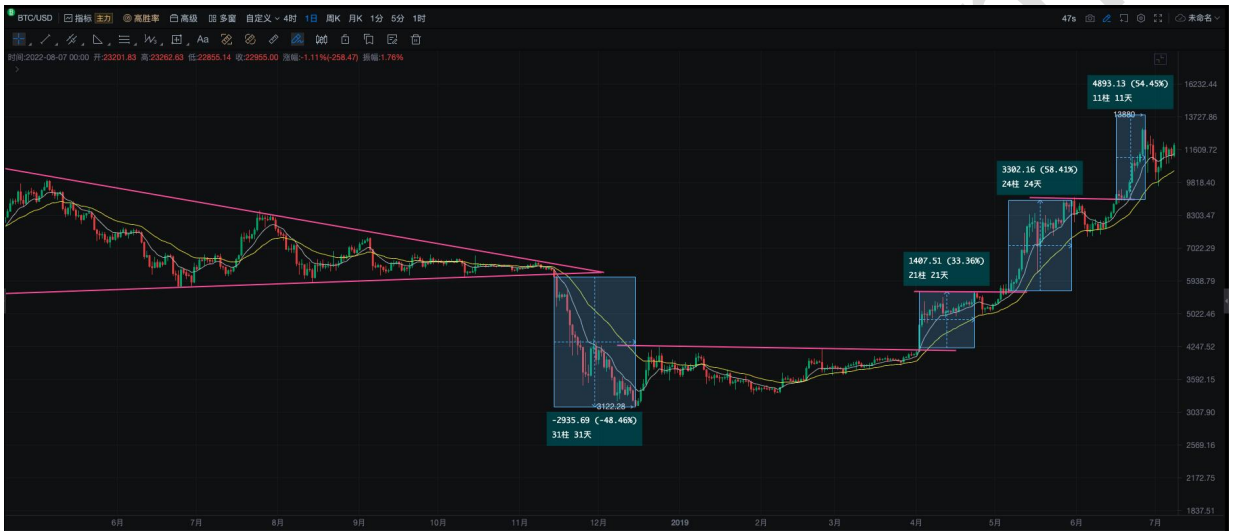 BTC/USD 指标 主力 高胜率 高级 多窗 自定义 4时 1日 周K 月K 1分 5分 1时 47s 未命名
Aa
时间:2022-08-07 00:00 开:23201.83 高:23262.63 低:22855.14 收:22955.00 涨幅:-1.11%(-258.47) 振幅:1.76%
4893.13 (54.45%)
11柱 11天
13880
3302.16 (58.41%)
24柱 24天
1407.51 (33.36%)
21柱 21天
3122.28
-2935.69 (-48.46%)
31柱 31天
16232.44
13727.86
11609.72
9818.40
8303.47
7022.29
5938.79
5022.46
4247.52
3592.15
3037.90
2569.16
2172.75
1837.51
6月 7月 8月 9月 10月 11月 12月 2019 2月 3月 4月 5月 6月 7月